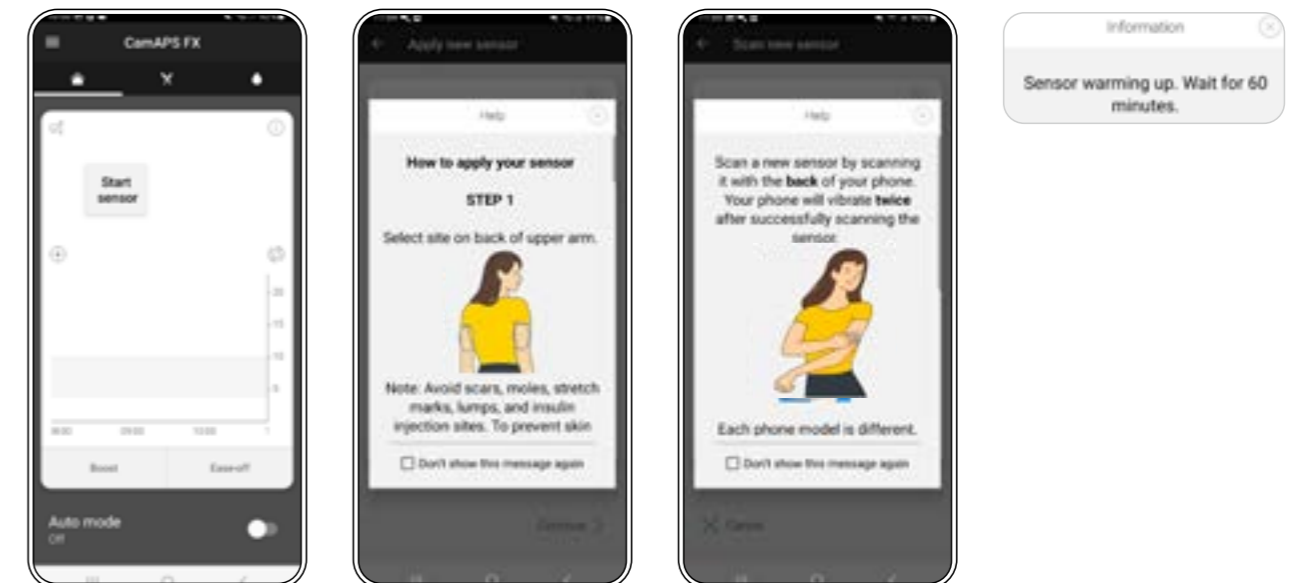 CamAPS FX
Start
sensor
20
15
10
5
09:00
10:00
Boost
Ease-off
Auto mode
Off
Apply new sensor
Help
How to apply your sensor
STEP 1
Select site on back of upper arm.
Note: Avoid scars, moles, stretch
marks, lumps, and insulin
injection sites. To prevent skin
Don't show this message again
Continue
Scan new sensor
Help
Scan a new sensor by scanning
it with the back of your phone.
Your phone will vibrate twice
after successfully scanning the
sensor.
Each phone model is different.
Don't show this message again
Information
Sensor warming up. Wait for 60
minutes.